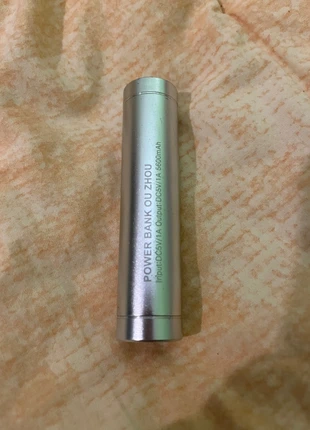 POWER BANK OU ZHOU
Input:DC5V/1A Output:DC5V/1A 5600mAh